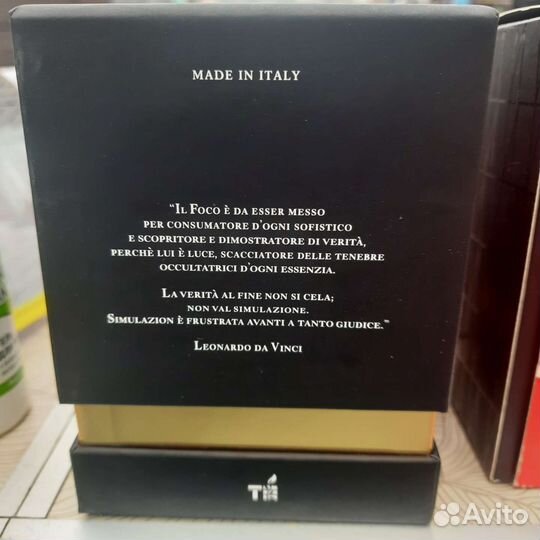 MADE IN ITALY
"IL FOCO È DA ESSER MESSO
PER CONSUMATORE D'OGNI SOFISTICO
E SCOPRITORE E DIMOSTRATORE DI VERITÀ,
PERCHÈ LUI È LUCE, SCACCIATORE DELLE TENEBRE
OCCULTATRICI D'OGNI ESSENZIA.
LA VERITÀ AL FINE NON SI CELA;
NON VAL SIMULAZIONE.
SIMULAZION È FRUSTRATA AVANTI A TANTO GIUDICE."
LEONARDO DA VINCI
Avito